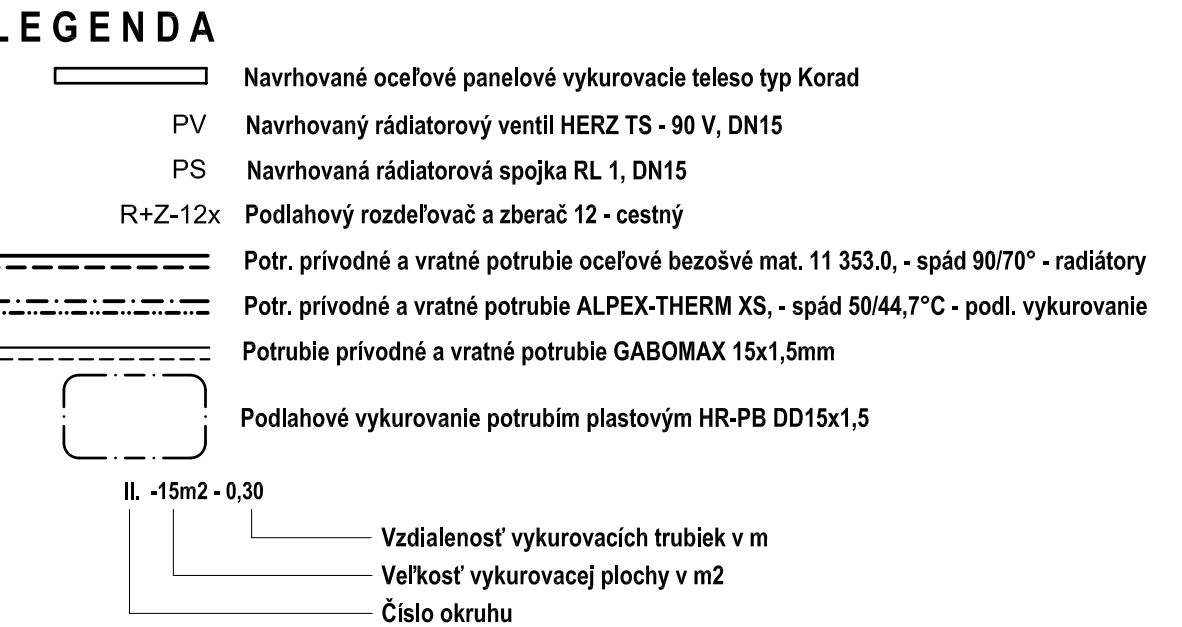 LEGENDA
Navrhované oceľové panelové vykurovacie teleso typ Korad
PV Navrhovaný rádiatorový ventil HERZ TS - 90 V, DN15
PS Navrhovaná rádiatorová spojka RL 1, DN15
R+Z-12x Podlahový rozdeľovač a zberač 12 - cestný
Potr. prívodné a vratné potrubie oceľové bezošvé mat. 11 353.0, - spád 90/70° - radiátory
Potr. prívodné a vratné potrubie ALPEX-THERM XS, - spád 50/44,7°C - podl. vykurovanie
Potrubie prívodné a vratné potrubie GABOMAX 15x1,5mm
Podlahové vykurovanie potrubím plastovým HR-PB DD15x1,5
II. -15m2 - 0,30
Vzdialenosť vykurovacích trubiek v m
Veľkosť vykurovacej plochy v m2
Číslo okruhu